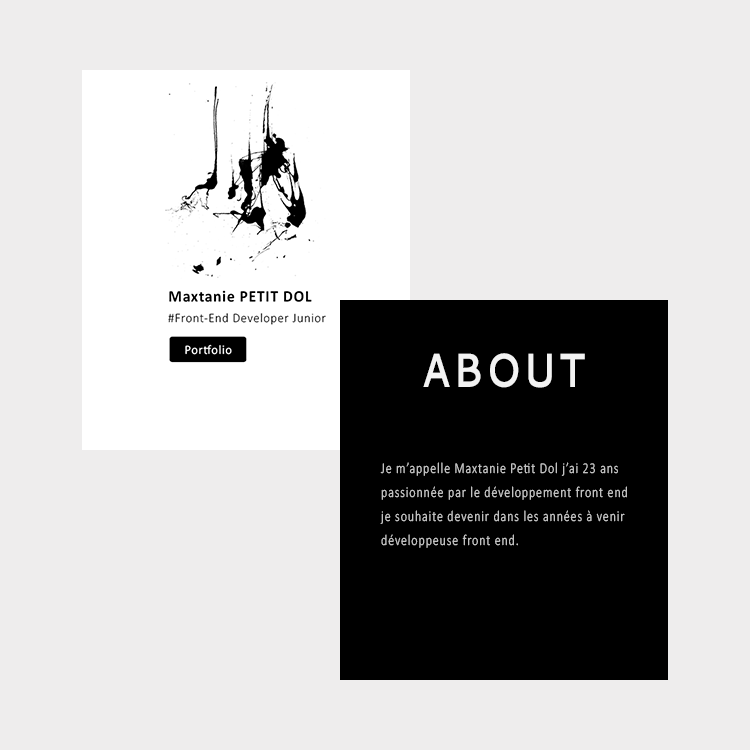 Maxtanie PETIT DOL
#Front-End Developer Junior
Portfolio
ABOUT
Je m’appelle Maxtanie Petit Dol j’ai 23 ans
passionnée par le développement front end
je souhaite devenir dans les années à venir
développeuse front end.